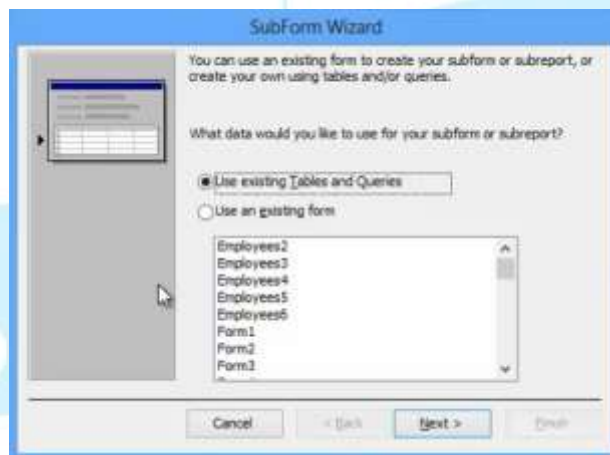 SubForm Wizard
You can use an existing form to create your subform or subreport, or
create your own using tables and/or queries.
What data would you like to use for your subform or subreport?
Use existing Tables and Queries
Use an existing form
Employees2
Employees3
Employees4
Employees5
Employees6
Form1
Form2
Form3
Cancel
< Back
Next >
Finish